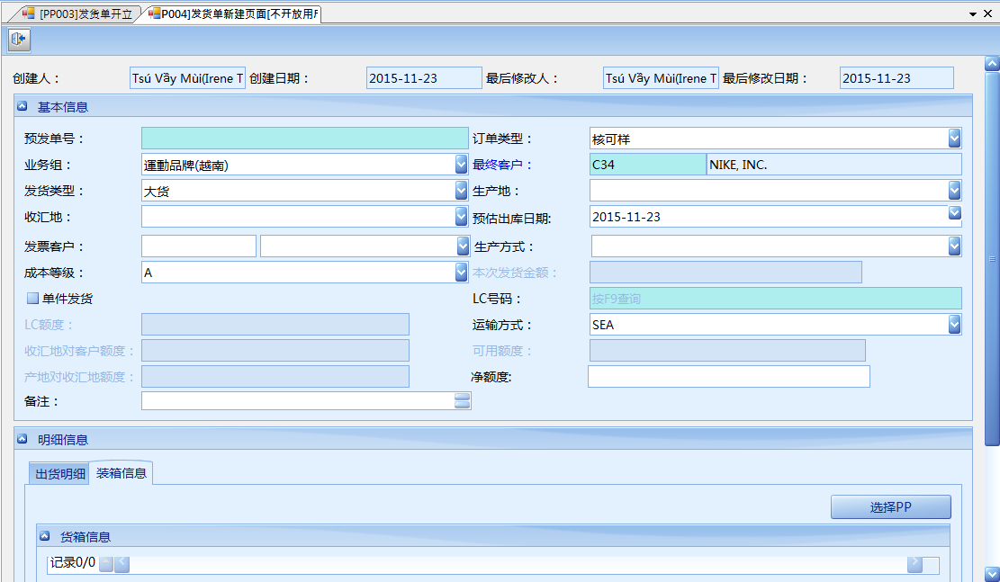 [PP003]发货单开立 P004]发货单新建页面[不开放用户
创建人： Tsú Vầy Mùi(Irene T 创建日期： 2015-11-23 最后修改人： Tsú Vầy Mùi(Irene T 最后修改日期： 2015-11-23
基本信息
预发单号： 订单类型： 核可样
业务组： 運動品牌(越南) 最终客户： C34 NIKE, INC.
发货类型： 大货 生产地：
收汇地： 预估出库日期: 2015-11-23
发票客户： 生产方式：
成本等级： A 本次发货金额：
单件发货 LC号码： 按F9查询
LC额度： 运输方式： SEA
收汇地对客户额度： 可用额度：
产地对收汇地额度： 净额度:
备注：
明细信息
出货明细 装箱信息
选择PP
货箱信息
记录0/0